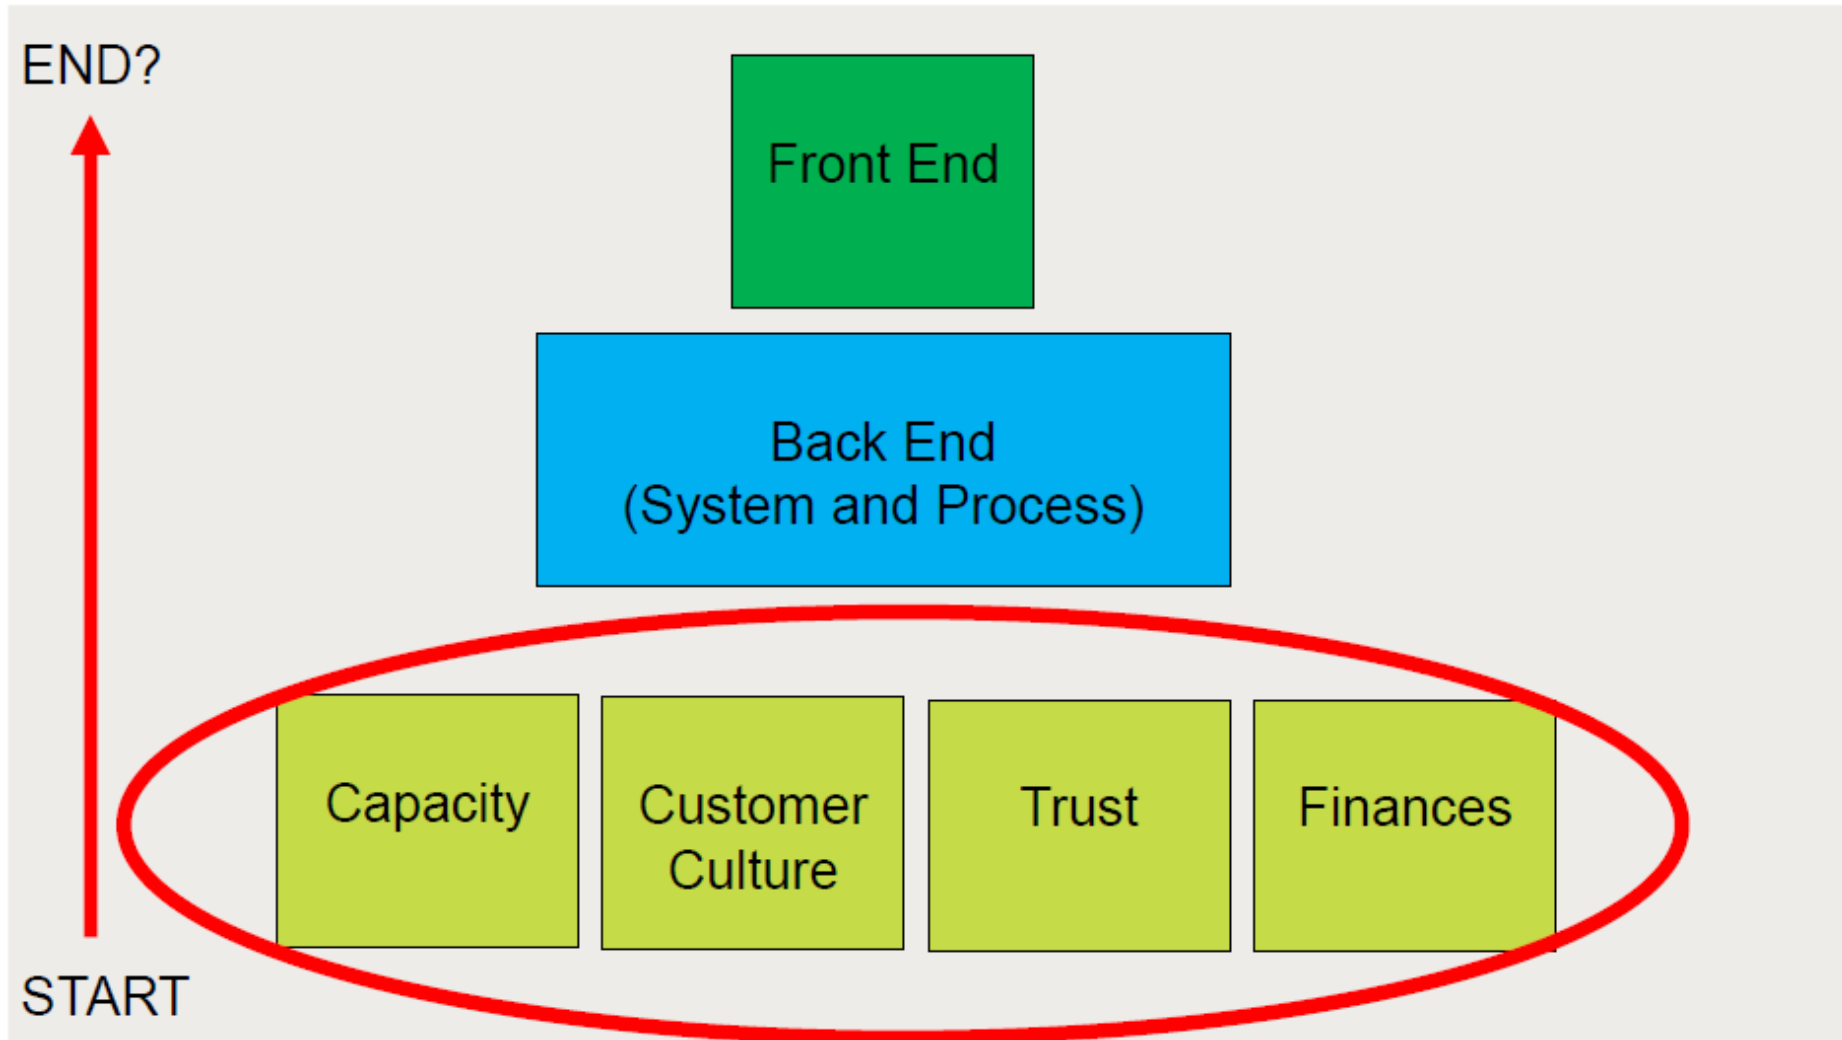 END?
Front End
Back End
(System and Process)
Capacity
Customer
Culture
Trust
Finances
START